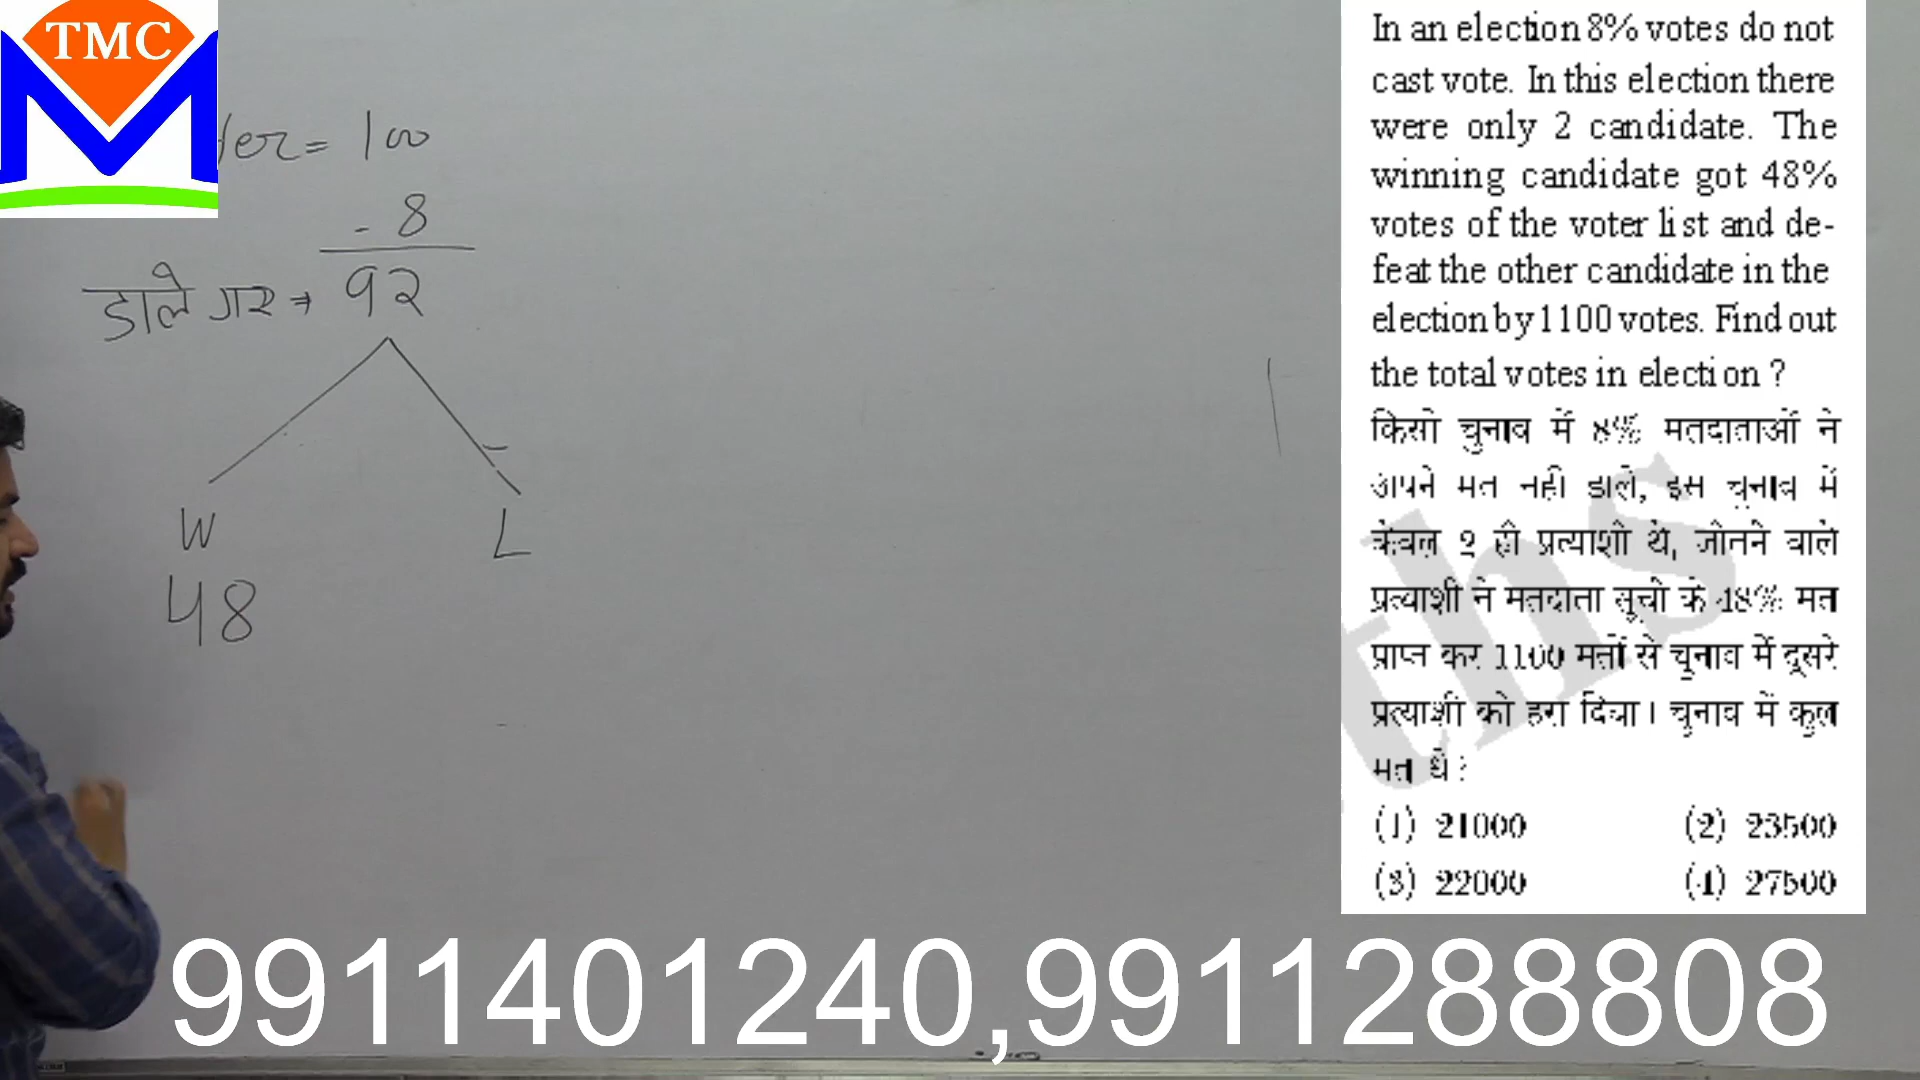 TMC
= 100
- 8
डाले गए → 92
W L
48
In an election 8% votes do not
cast vote. In this election there
were only 2 candidate. The
winning candidate got 48%
votes of the voter list and de-
feat the other candidate in the
election by 1100 votes. Find out
the total votes in election ?
किसी चुनाव में 8% मतदाताओं ने
अपने मत नही डाले, इस चुनाव में
केवल 2 ही प्रत्याशी थे, जीतने वाले
प्रत्याशी ने मतदाता सूची के 48% मत
प्राप्त कर 1100 मतों से चुनाव में दूसरे
प्रत्याशी को हरा दिया। चुनाव में कुल
मत थे ?
(1) 21000 (2) 23500
(3) 22000 (4) 27500
9911401240,9911288808